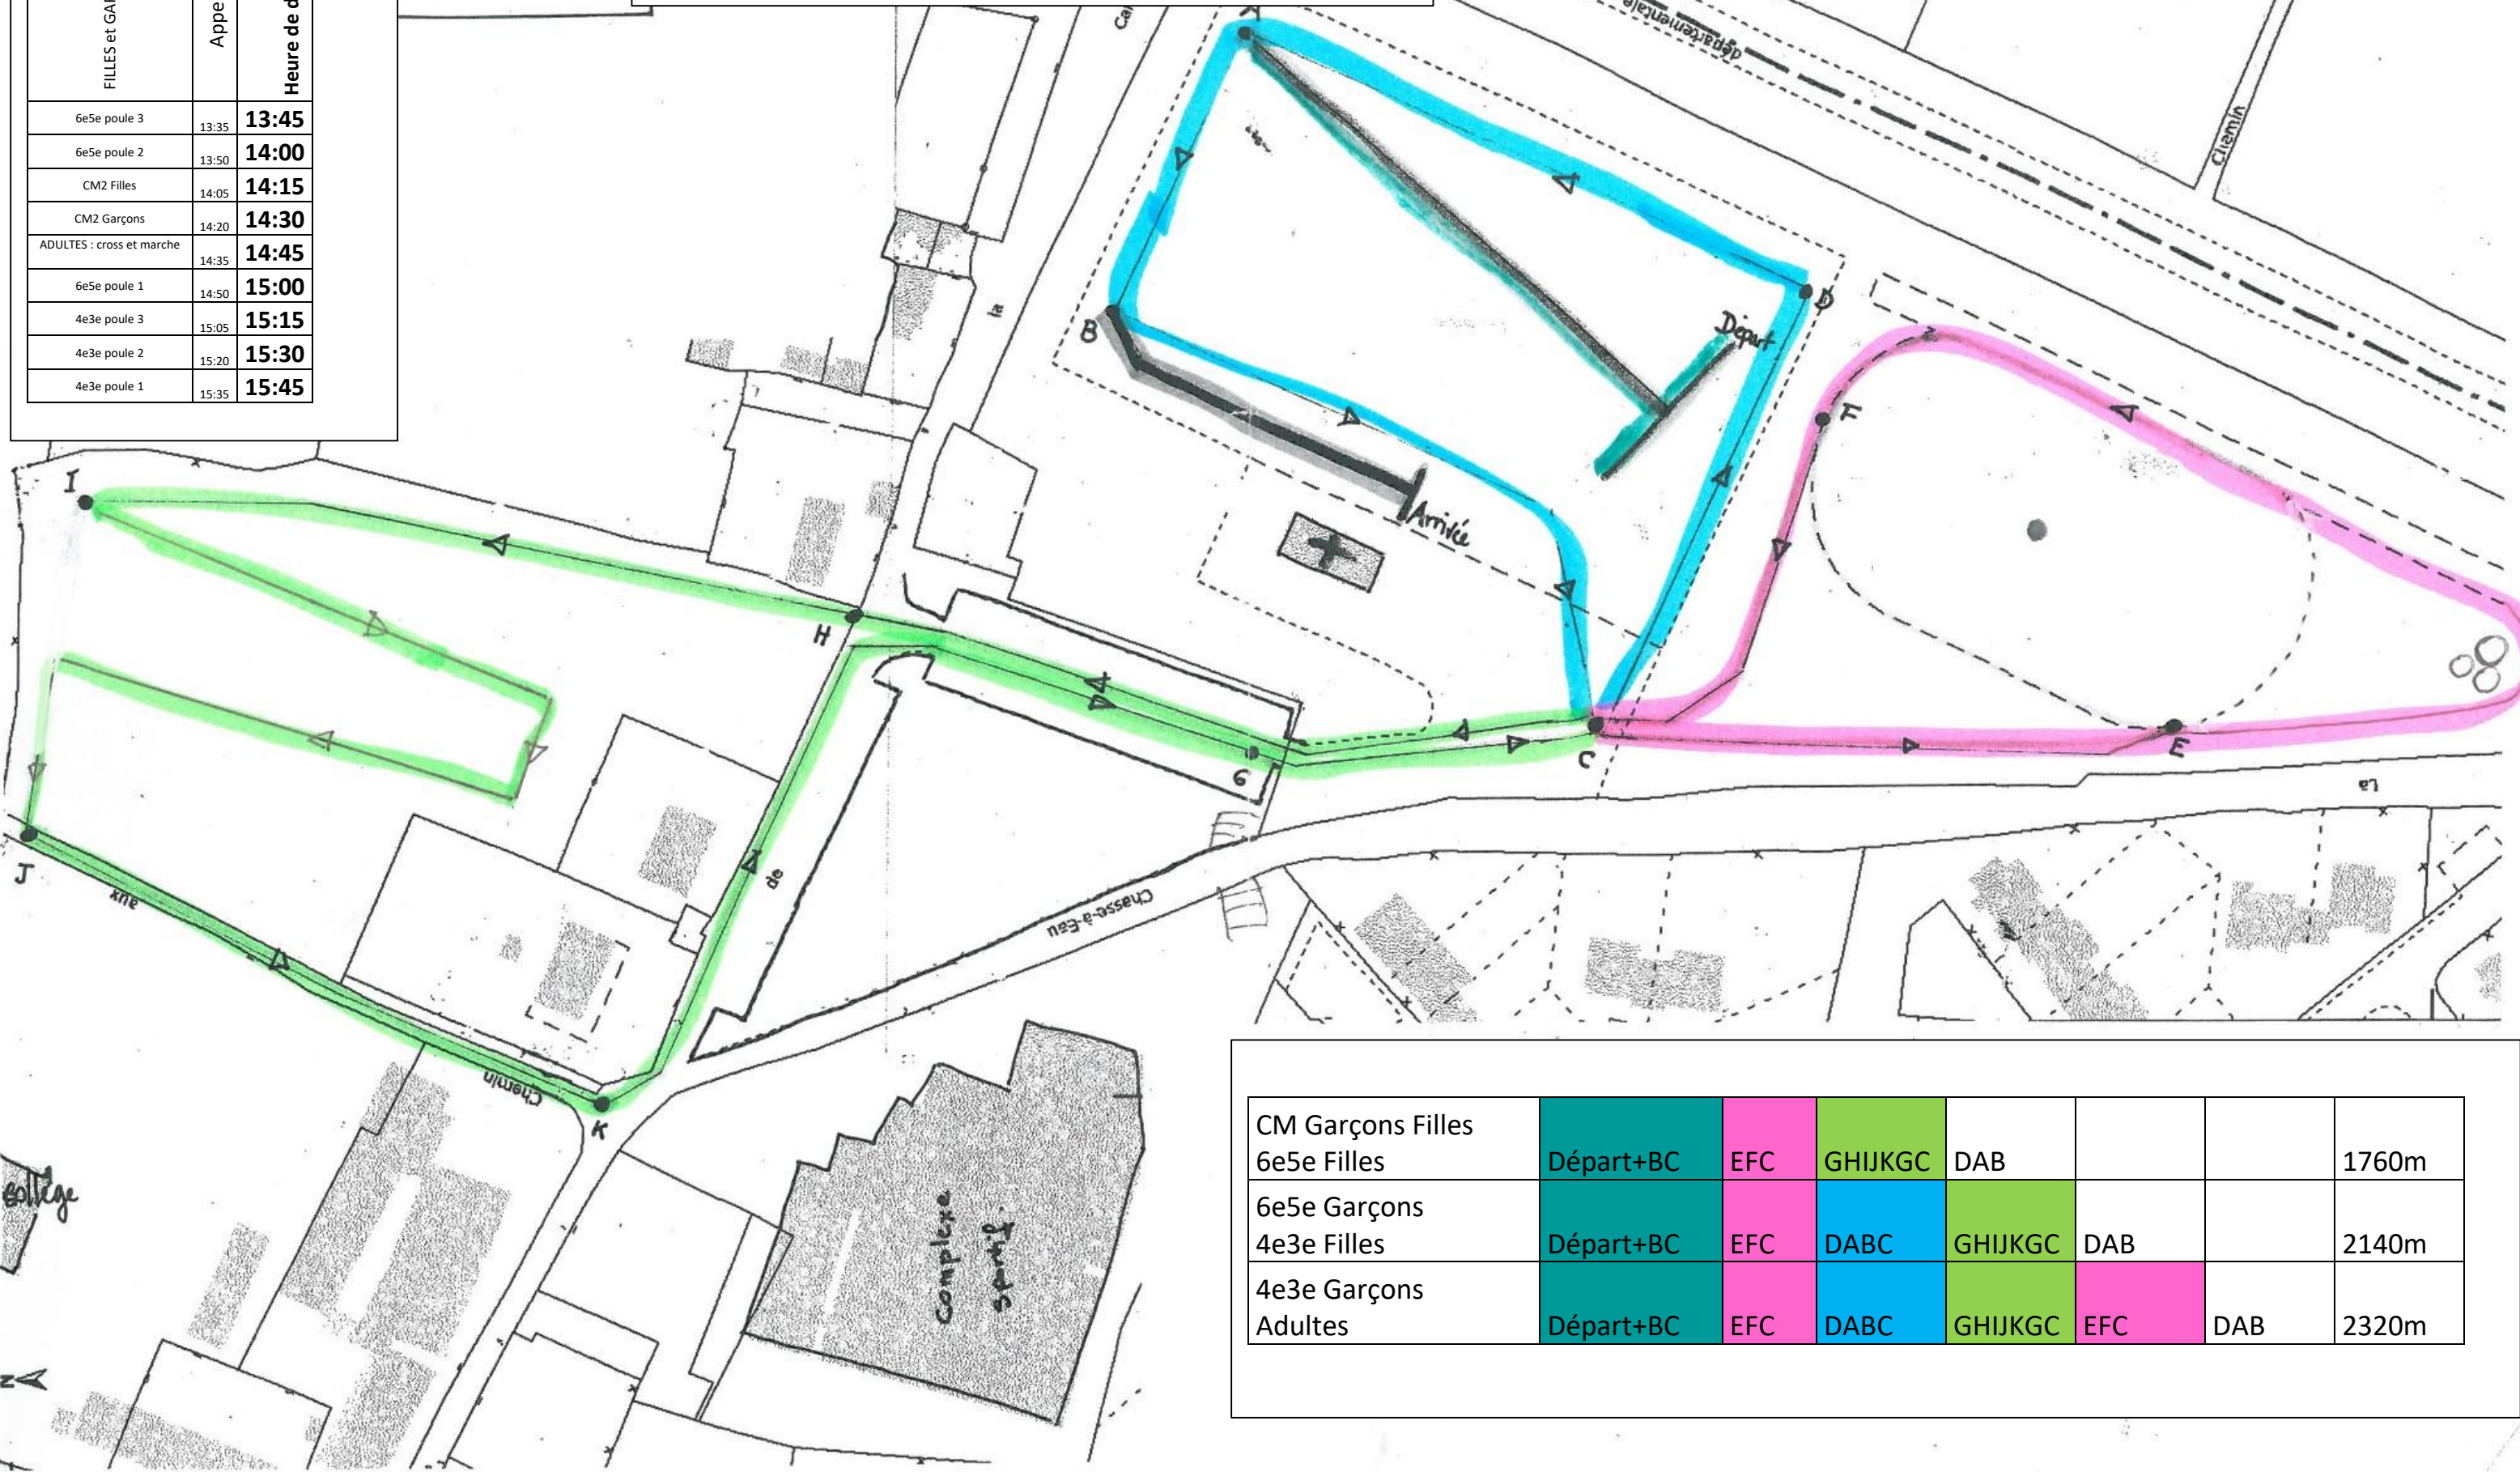 FILLES et GAR
Appe
Heure de d
6e5e poule 3 13:35 13:45
6e5e poule 2 13:50 14:00
CM2 Filles 14:05 14:15
CM2 Garçons 14:20 14:30
ADULTES : cross et marche 14:35 14:45
6e5e poule 1 14:50 15:00
4e3e poule 3 15:05 15:15
4e3e poule 2 15:20 15:30
4e3e poule 1 15:35 15:45
départementale
Chemin
la
D
Départ
B
F
Arrivée
I
H
G
C
E
La
J
aux
de
Chasse-à-Eau
Chemin
K
Collège
complexe
sportif.
N
CM Garçons Filles
6e5e Filles Départ+BC EFC GHIJKGC DAB 1760m
6e5e Garçons
4e3e Filles Départ+BC EFC DABC GHIJKGC DAB 2140m
4e3e Garçons
Adultes Départ+BC EFC DABC GHIJKGC EFC DAB 2320m